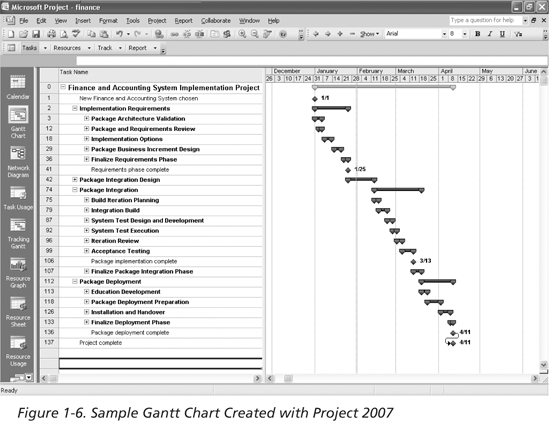 Microsoft Project - finance
File Edit View Insert Format Tools Project Report Collaborate Window Help
Type a question for help
Show Arial 8 B I U
Tasks Resources Track Report
Task Name
December January February March April May June
26 3 10 17 24 31 7 14 21 28 4 11 18 25 4 11 18 25 1 8 15 22 29 6 13 20 27 3 10
0 Finance and Accounting System Implementation Project
1 New Finance and Accounting System chosen 1/1
2 Implementation Requirements
3 Package Architecture Validation
12 Package and Requirements Review
18 Implementation Options
29 Package Business Increment Design
36 Finalize Requirements Phase
41 Requirements phase complete 1/25
42 Package Integration Design
74 Package Integration
75 Build Iteration Planning
79 Integration Build
87 System Test Design and Development
92 System Test Execution
96 Iteration Review
99 Acceptance Testing
106 Package implementation complete 3/13
107 Finalize Package Integration Phase
112 Package Deployment
113 Education Development
118 Package Deployment Preparation
126 Installation and Handover
133 Finalize Deployment Phase
136 Package deployment complete 4/11
137 Project complete 4/11
Calendar
Gantt Chart
Network Diagram
Task Usage
Tracking Gantt
Resource Graph
Resource Sheet
Resource Usage
Ready
Figure 1-6. Sample Gantt Chart Created with Project 2007